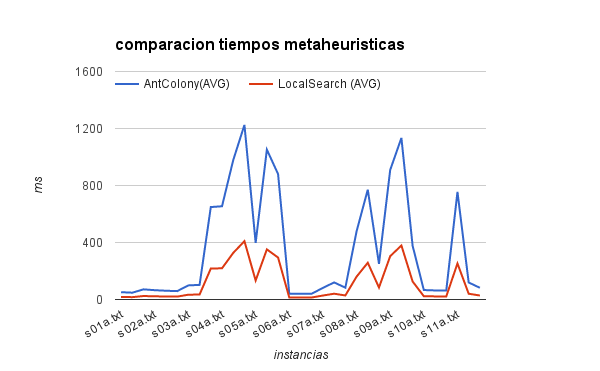 comparacion tiempos metaheuristicas
1600
AntColony(AVG) LocalSearch (AVG)
1200
800
400
0
ms
s01a.txt s02a.txt s03a.txt s04a.txt s05a.txt s06a.txt s07a.txt s08a.txt s09a.txt s10a.txt s11a.txt
instancias